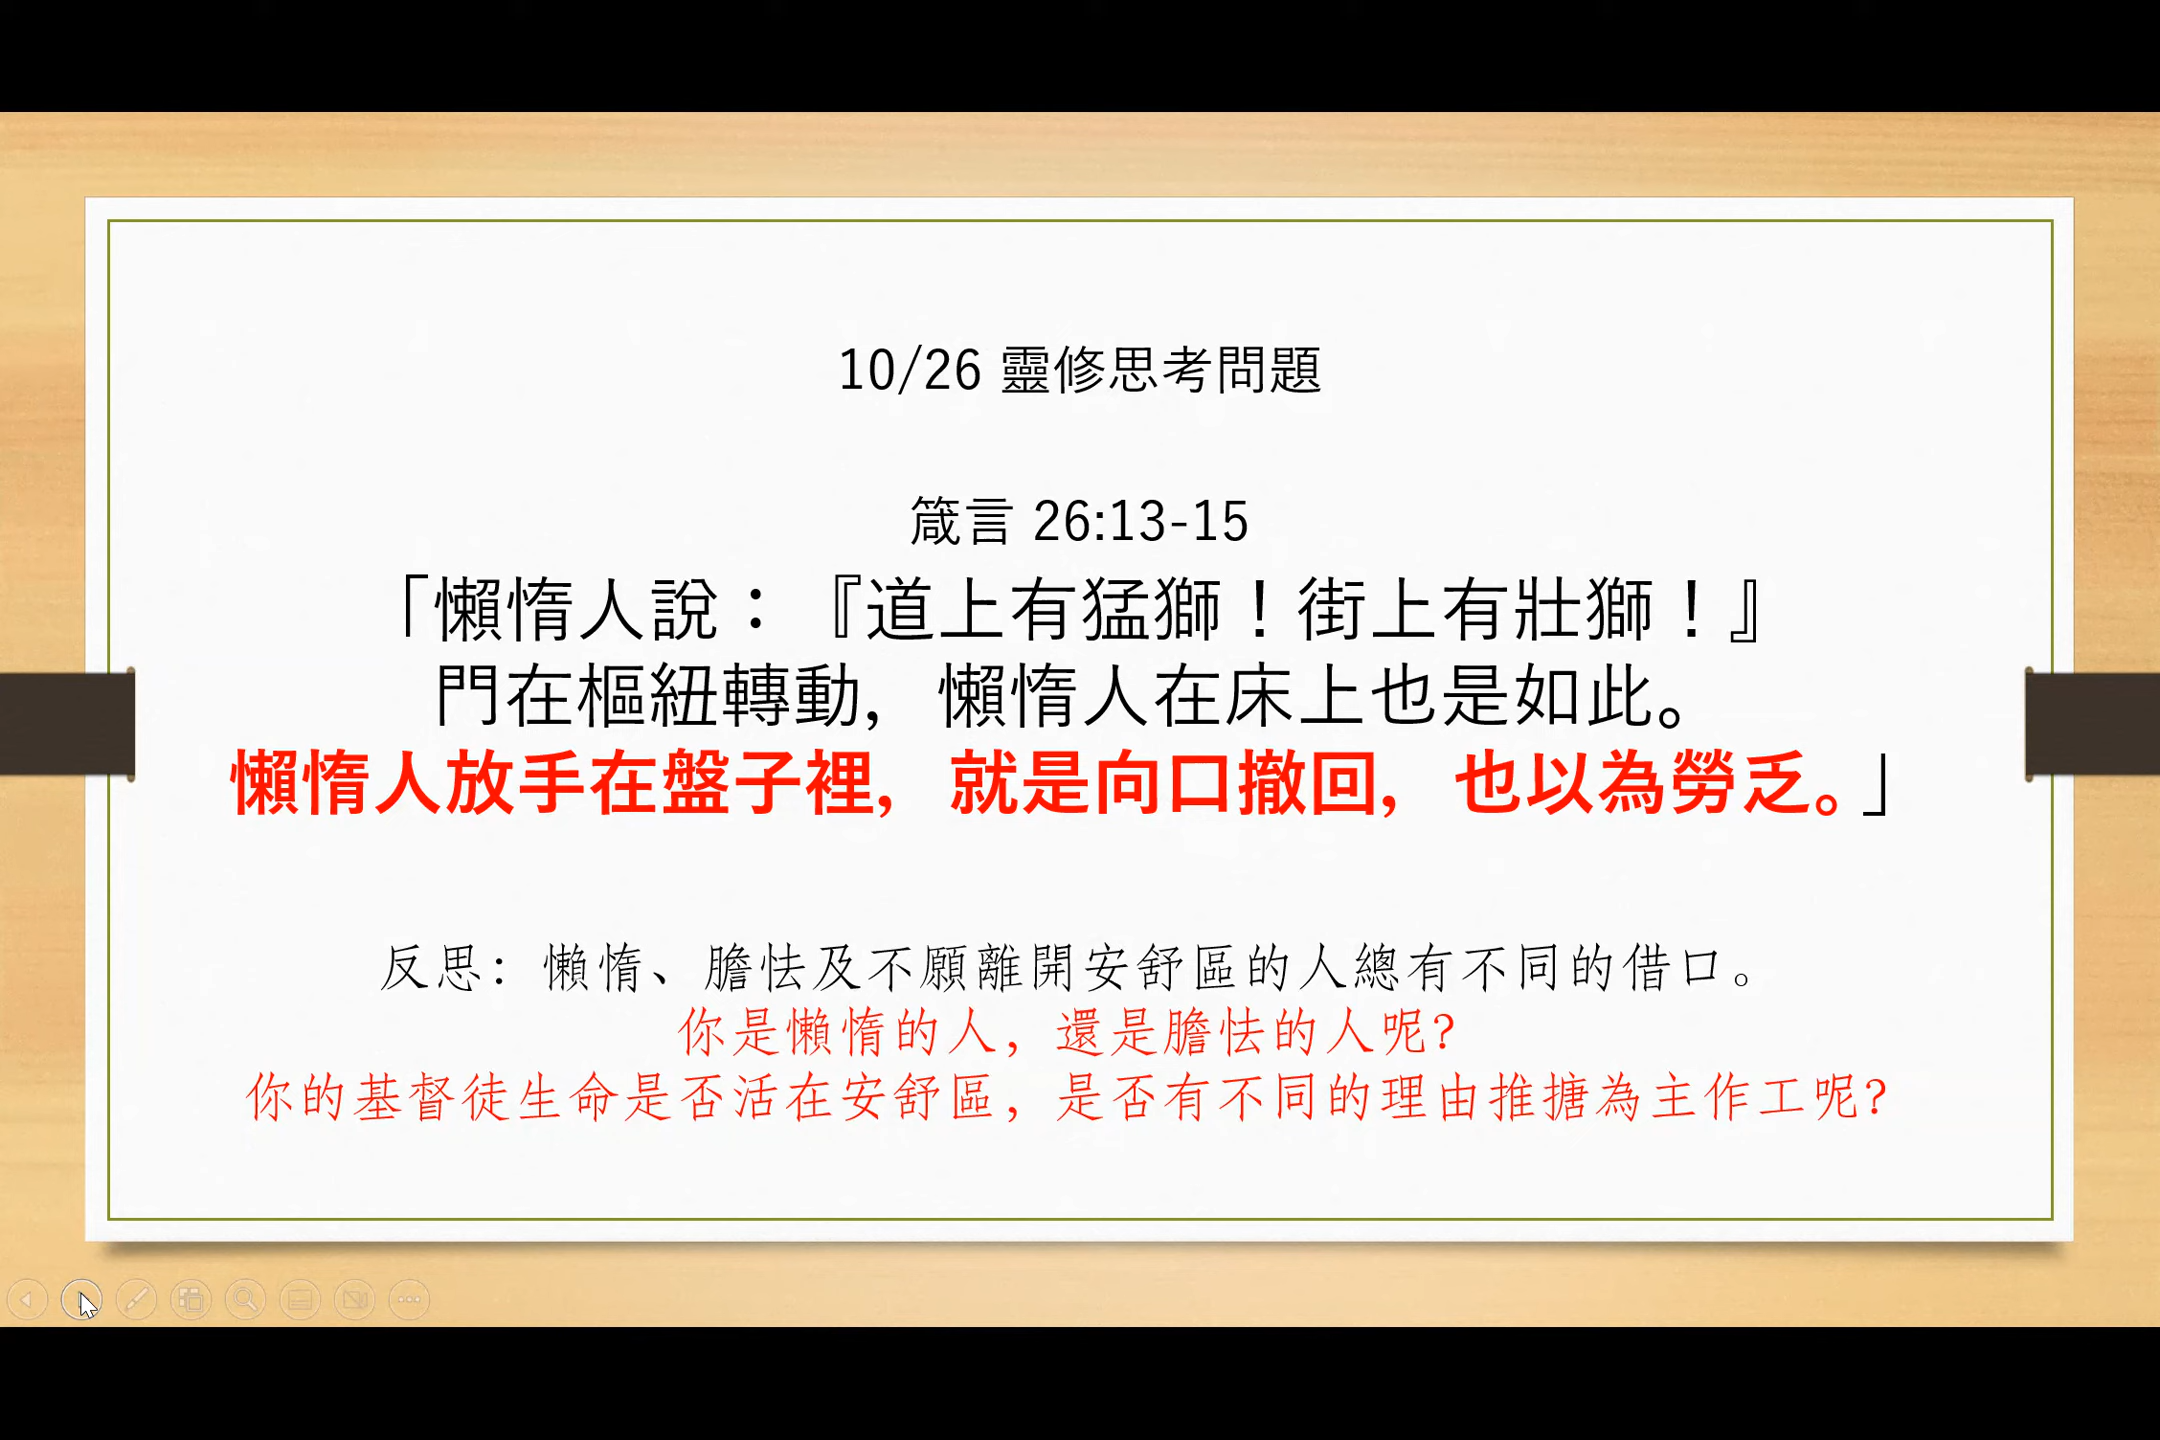 10/26 靈修思考問題
箴言 26:13-15
「懶惰人說：『道上有猛獅！街上有壯獅！』
門在樞紐轉動，懶惰人在床上也是如此。
懶惰人放手在盤子裡，就是向口撤回，也以為勞乏。」
反思：懶惰、膽怯及不願離開安舒區的人總有不同的借口。
你是懶惰的人，還是膽怯的人呢？
你的基督徒生命是否活在安舒區，是否有不同的理由推搪為主作工呢？